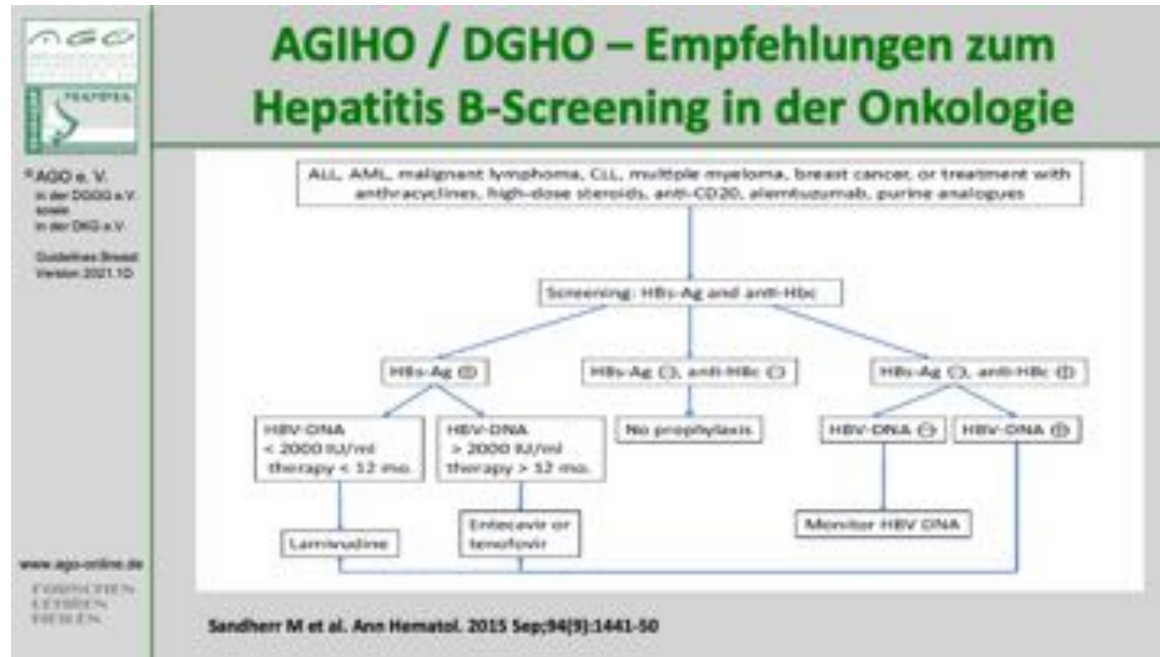 AGIHO / DGHO – Empfehlungen zum
Hepatitis B-Screening in der Onkologie
AGO
MAMMA
© AGO e. V.
in der DGGG e.V.
sowie
in der DKG e.V.
Guidelines Breast
Version 2021.1D
www.ago-online.de
FORSCHEN
LEHREN
HEILEN
ALL, AML, malignant lymphoma, CLL, multiple myeloma, breast cancer, or treatment with
anthracyclines, high-dose steroids, anti-CD20, alemtuzumab, purine analogues
Screening: HBs-Ag and anti-Hbc
HBs-Ag ⊕
HBs-Ag ⊖, anti-HBc ⊖
HBs-Ag ⊖, anti-HBc ⊕
HBV-DNA
< 2000 IU/ml
therapy < 12 mo.
HBV-DNA
> 2000 IU/ml
therapy > 12 mo.
No prophylaxis
HBV-DNA ⊖
HBV-DNA ⊕
Lamivudine
Entecavir or
tenofovir
Monitor HBV DNA
Sandherr M et al. Ann Hematol. 2015 Sep;94(9):1441-50